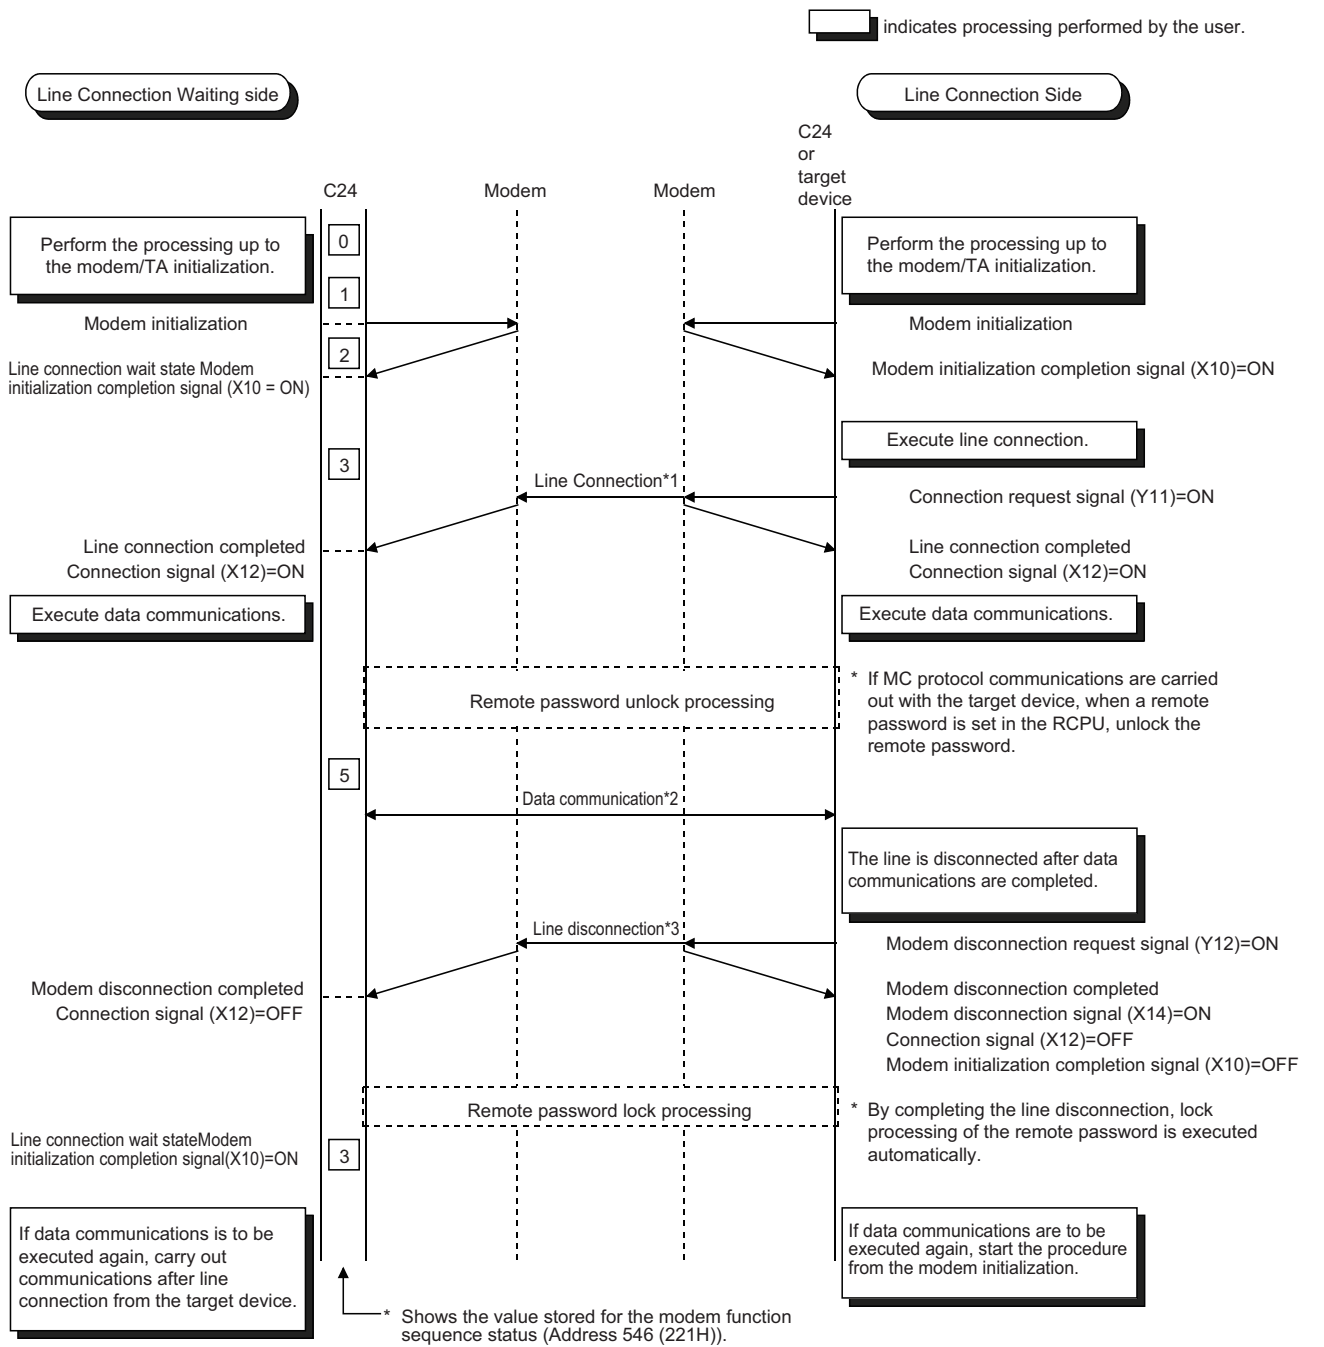 indicates processing performed by the user.
Line Connection Waiting side
Line Connection Side
C24
or
target
device
C24
Modem
Modem
Perform the processing up to
the modem/TA initialization.
0
Perform the processing up to
the modem/TA initialization.
1
Modem initialization
Modem initialization
2
Line connection wait state Modem
initialization completion signal (X10 = ON)
Modem initialization completion signal (X10)=ON
Execute line connection.
3
Line Connection*1
Connection request signal (Y11)=ON
Line connection completed
Connection signal (X12)=ON
Line connection completed
Connection signal (X12)=ON
Execute data communications.
Execute data communications.
Remote password unlock processing
* If MC protocol communications are carried
out with the target device, when a remote
password is set in the RCPU, unlock the
remote password.
5
Data communication*2
The line is disconnected after data
communications are completed.
Line disconnection*3
Modem disconnection request signal (Y12)=ON
Modem disconnection completed
Connection signal (X12)=OFF
Modem disconnection completed
Modem disconnection signal (X14)=ON
Connection signal (X12)=OFF
Modem initialization completion signal (X10)=OFF
Remote password lock processing
* By completing the line disconnection, lock
processing of the remote password is executed
automatically.
Line connection wait stateModem
initialization completion signal(X10)=ON
3
If data communications is to be
executed again, carry out
communications after line
connection from the target device.
If data communications are to be
executed again, start the procedure
from the modem initialization.
* Shows the value stored for the modem function
sequence status (Address 546 (221H)).